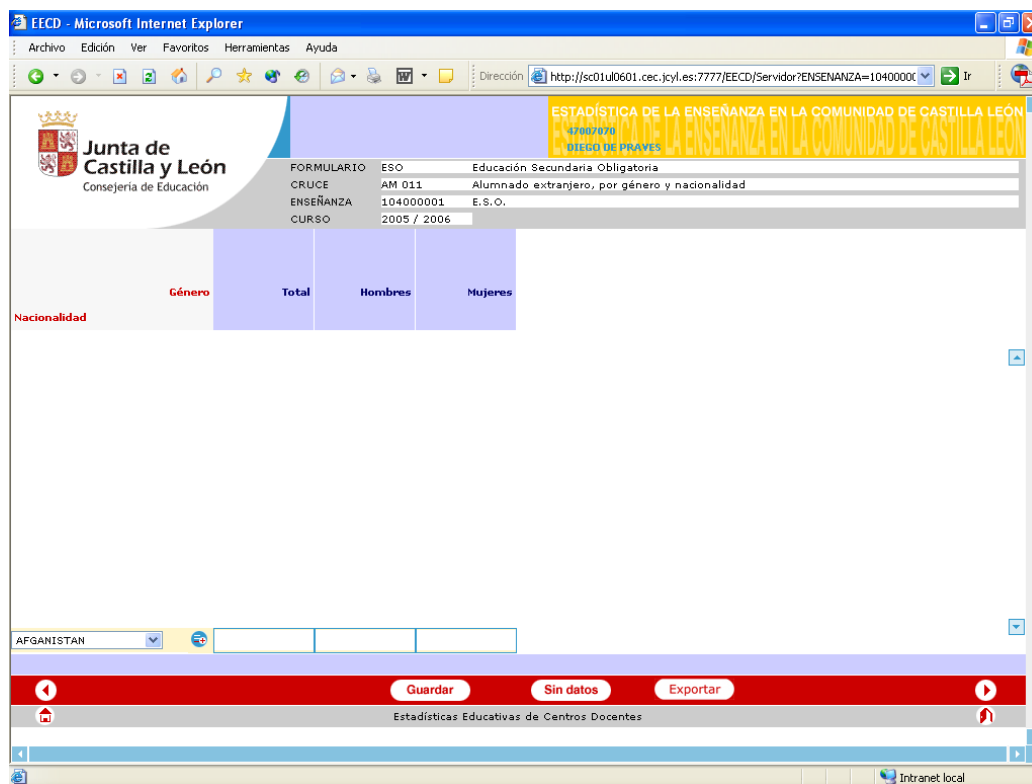 EECD - Microsoft Internet Explorer
Archivo Edición Ver Favoritos Herramientas Ayuda
Dirección http://sc01ul0601.cec.jcyl.es:7777/EECD/Servidor?ENSENANZA=1040000( Ir
ESTADÍSTICA DE LA ENSEÑANZA EN LA COMUNIDAD DE CASTILLA LEÓN
47007070
DIEGO DE PRAVES
Junta de
Castilla y León
Consejería de Educación
FORMULARIO ESO Educación Secundaria Obligatoria
CRUCE AM 011 Alumnado extranjero, por género y nacionalidad
ENSEÑANZA 104000001 E.S.O.
CURSO 2005 / 2006
Género Total Hombres Mujeres
Nacionalidad
AFGANISTAN
Guardar Sin datos Exportar
Estadísticas Educativas de Centros Docentes
Intranet local